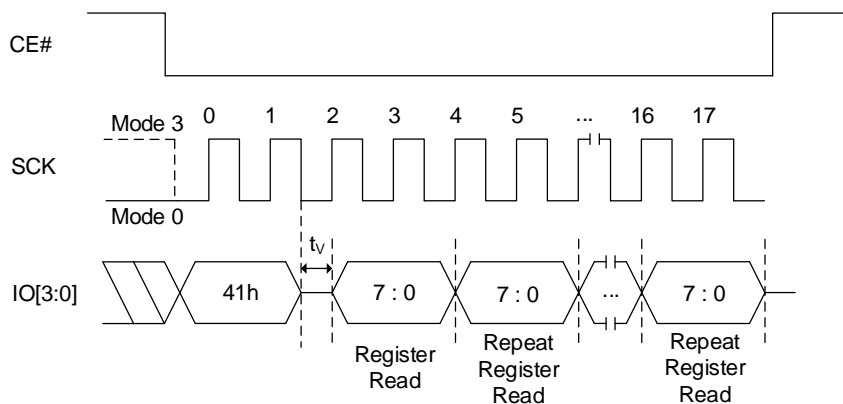 CE#
Mode 3
0 1 2 3 4 5 ... 16 17
SCK
Mode 0
tV
IO[3:0]
41h
7 : 0
7 : 0
...
7 : 0
Register
Read
Repeat
Register
Read
Repeat
Register
Read